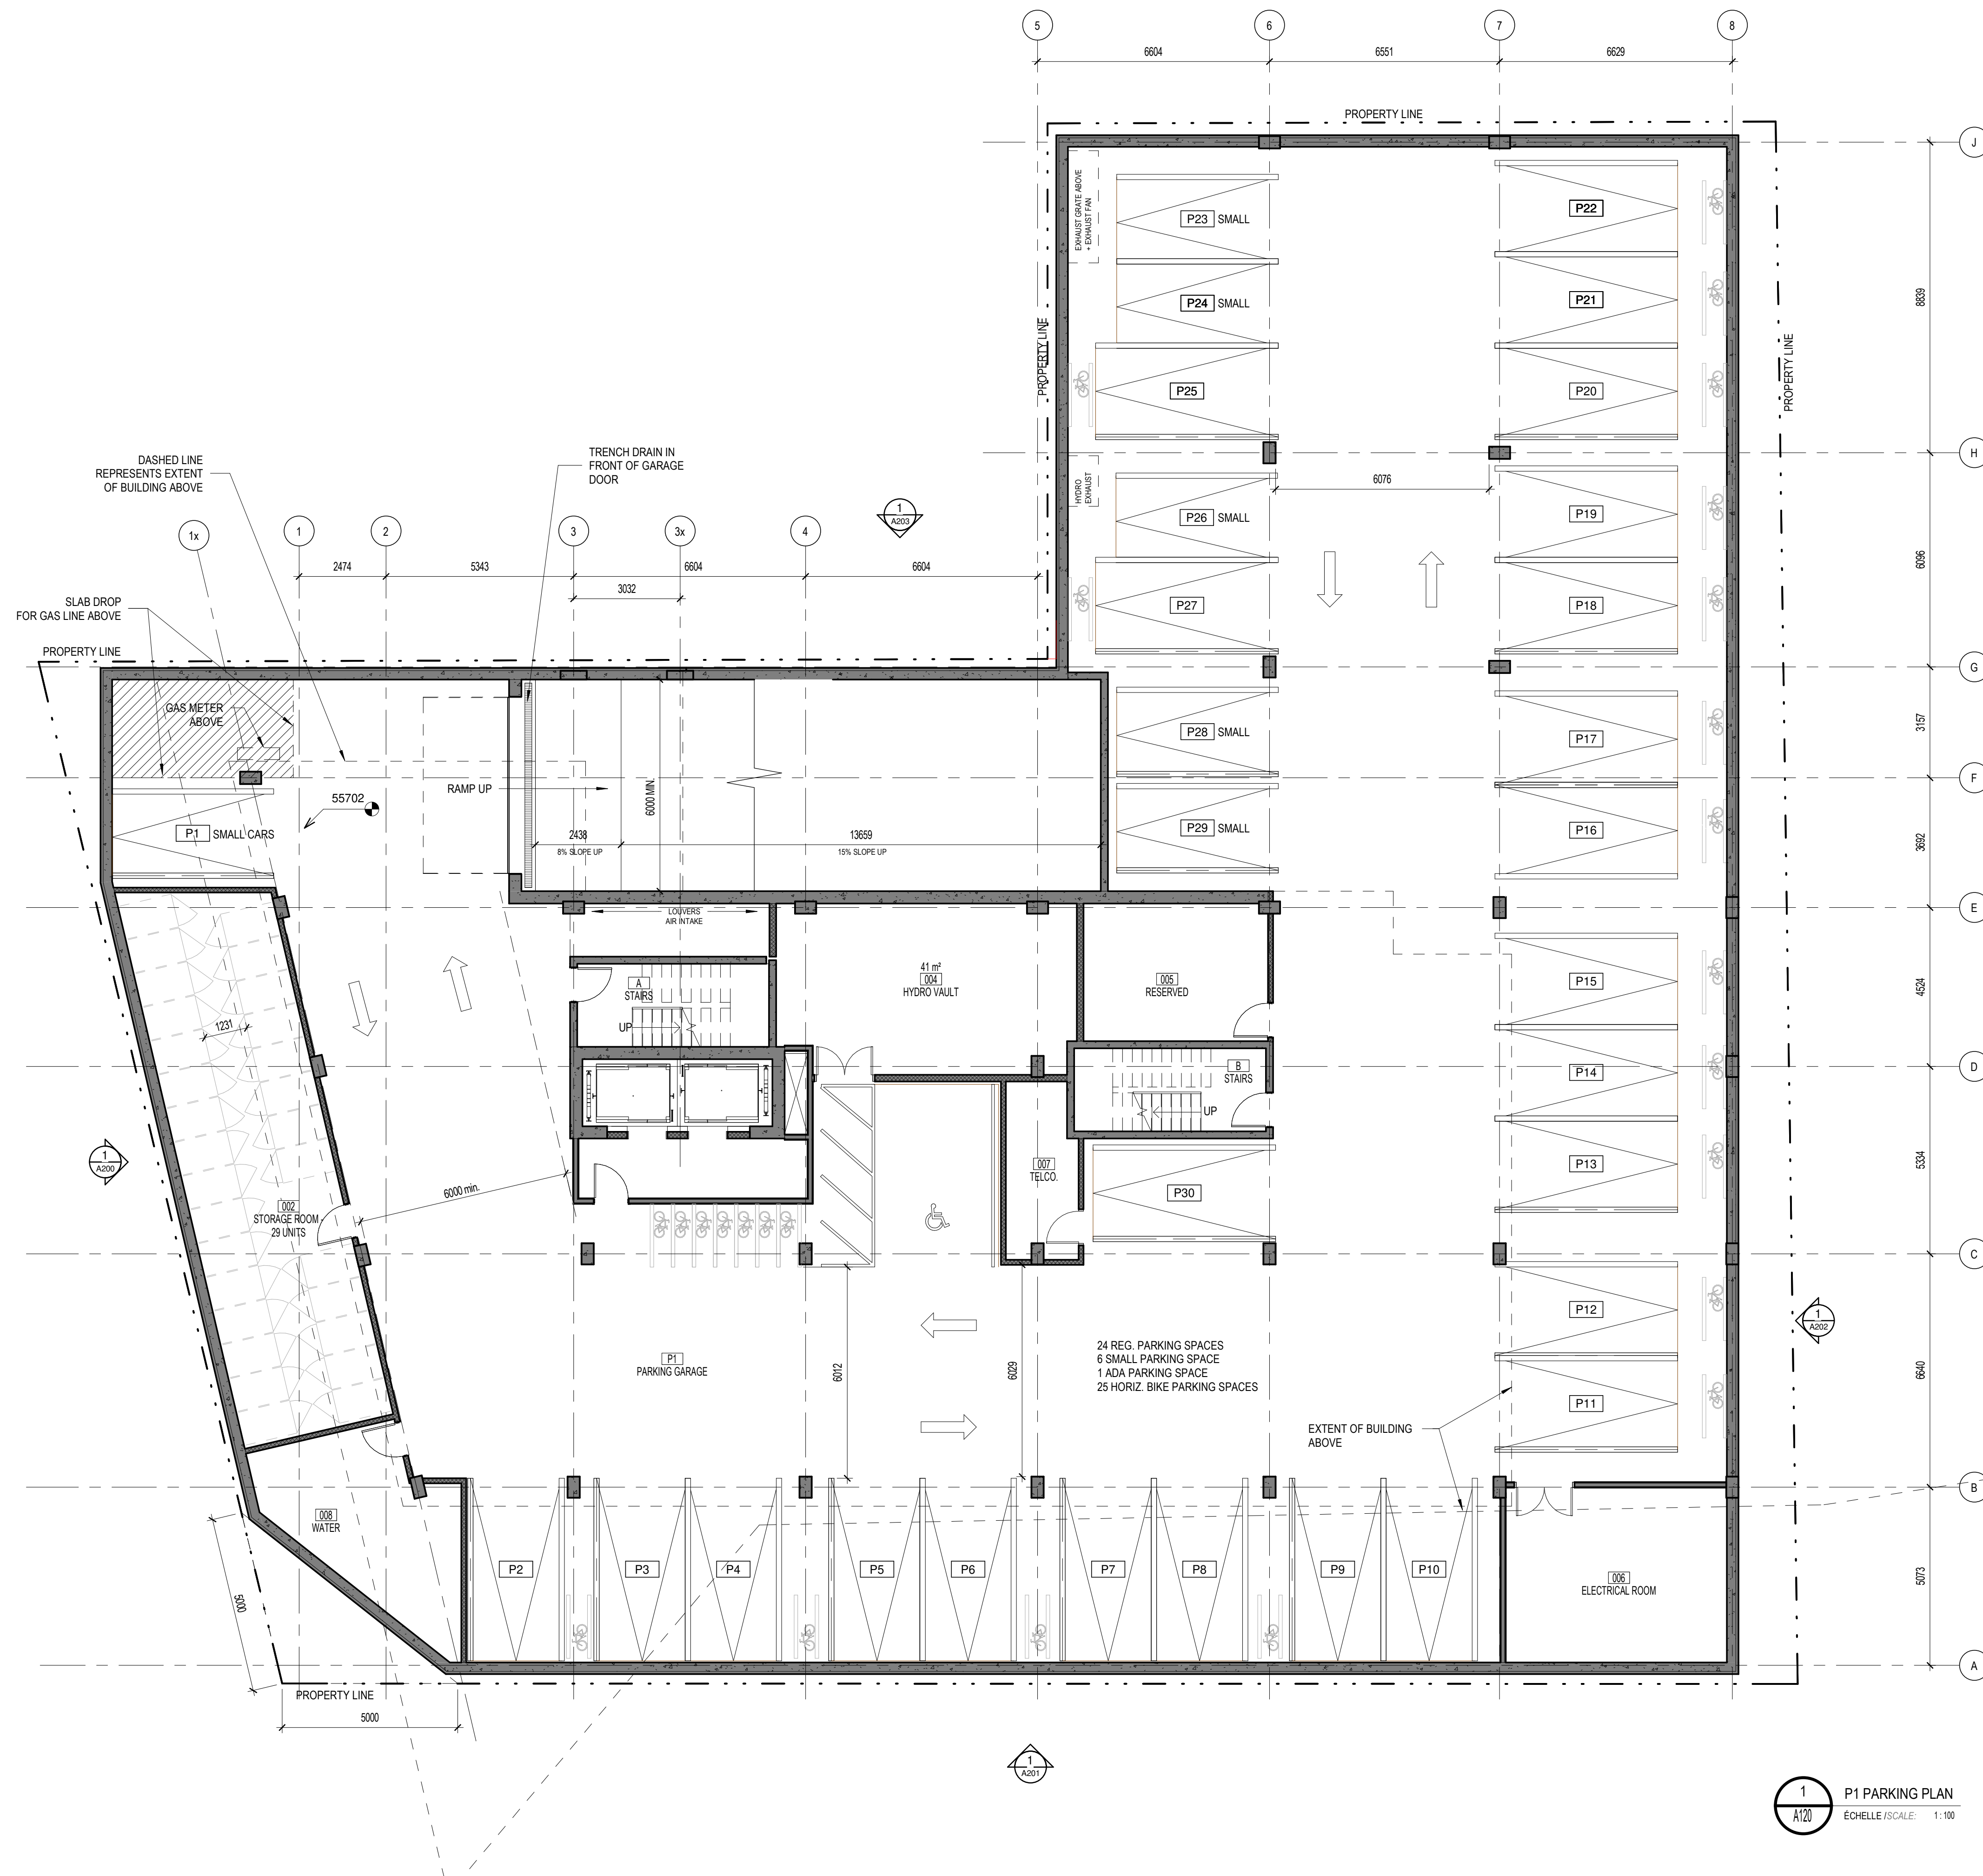 5
6
7
8
6604
6551
6629
PROPERTY LINE
J
EXHAUST GRATE ABOVE
+ EXHAUST FAN
P23 SMALL
P22
P24 SMALL
P21
8839
PROPERTY LINE
PROPERTY LINE
P25
P20
DASHED LINE
REPRESENTS EXTENT
OF BUILDING ABOVE
TRENCH DRAIN IN
FRONT OF GARAGE
DOOR
H
HYDRO
EXHAUST
6076
1
A203
P26 SMALL
P19
1x
1
2
3
3x
4
2474
5343
6604
6604
3032
6096
SLAB DROP
FOR GAS LINE ABOVE
P27
P18
PROPERTY LINE
G
GAS METER
ABOVE
P28 SMALL
P17
3157
F
RAMP UP
6000 MIN.
55702
P1 SMALL CARS
2438
8% SLOPE UP
13659
15% SLOPE UP
P29 SMALL
P16
3692
LOUVERS
AIR INTAKE
E
41 m²
004
HYDRO VAULT
005
RESERVED
P15
4524
A
STAIRS
UP
1231
D
B
STAIRS
UP
P14
1
A200
007
TELCO.
P13
5334
P30
6000 min.
002
STORAGE ROOM
29 UNITS
C
P12
1
A202
P1
PARKING GARAGE
6012
6029
24 REG. PARKING SPACES
6 SMALL PARKING SPACE
1 ADA PARKING SPACE
25 HORIZ. BIKE PARKING SPACES
6640
P11
EXTENT OF BUILDING
ABOVE
B
008
WATER
P2
P3
P4
P5
P6
P7
P8
P9
P10
006
ELECTRICAL ROOM
5073
5000
A
PROPERTY LINE
5000
1
A201
1
A120
P1 PARKING PLAN
ÉCHELLE /SCALE: 1 : 100